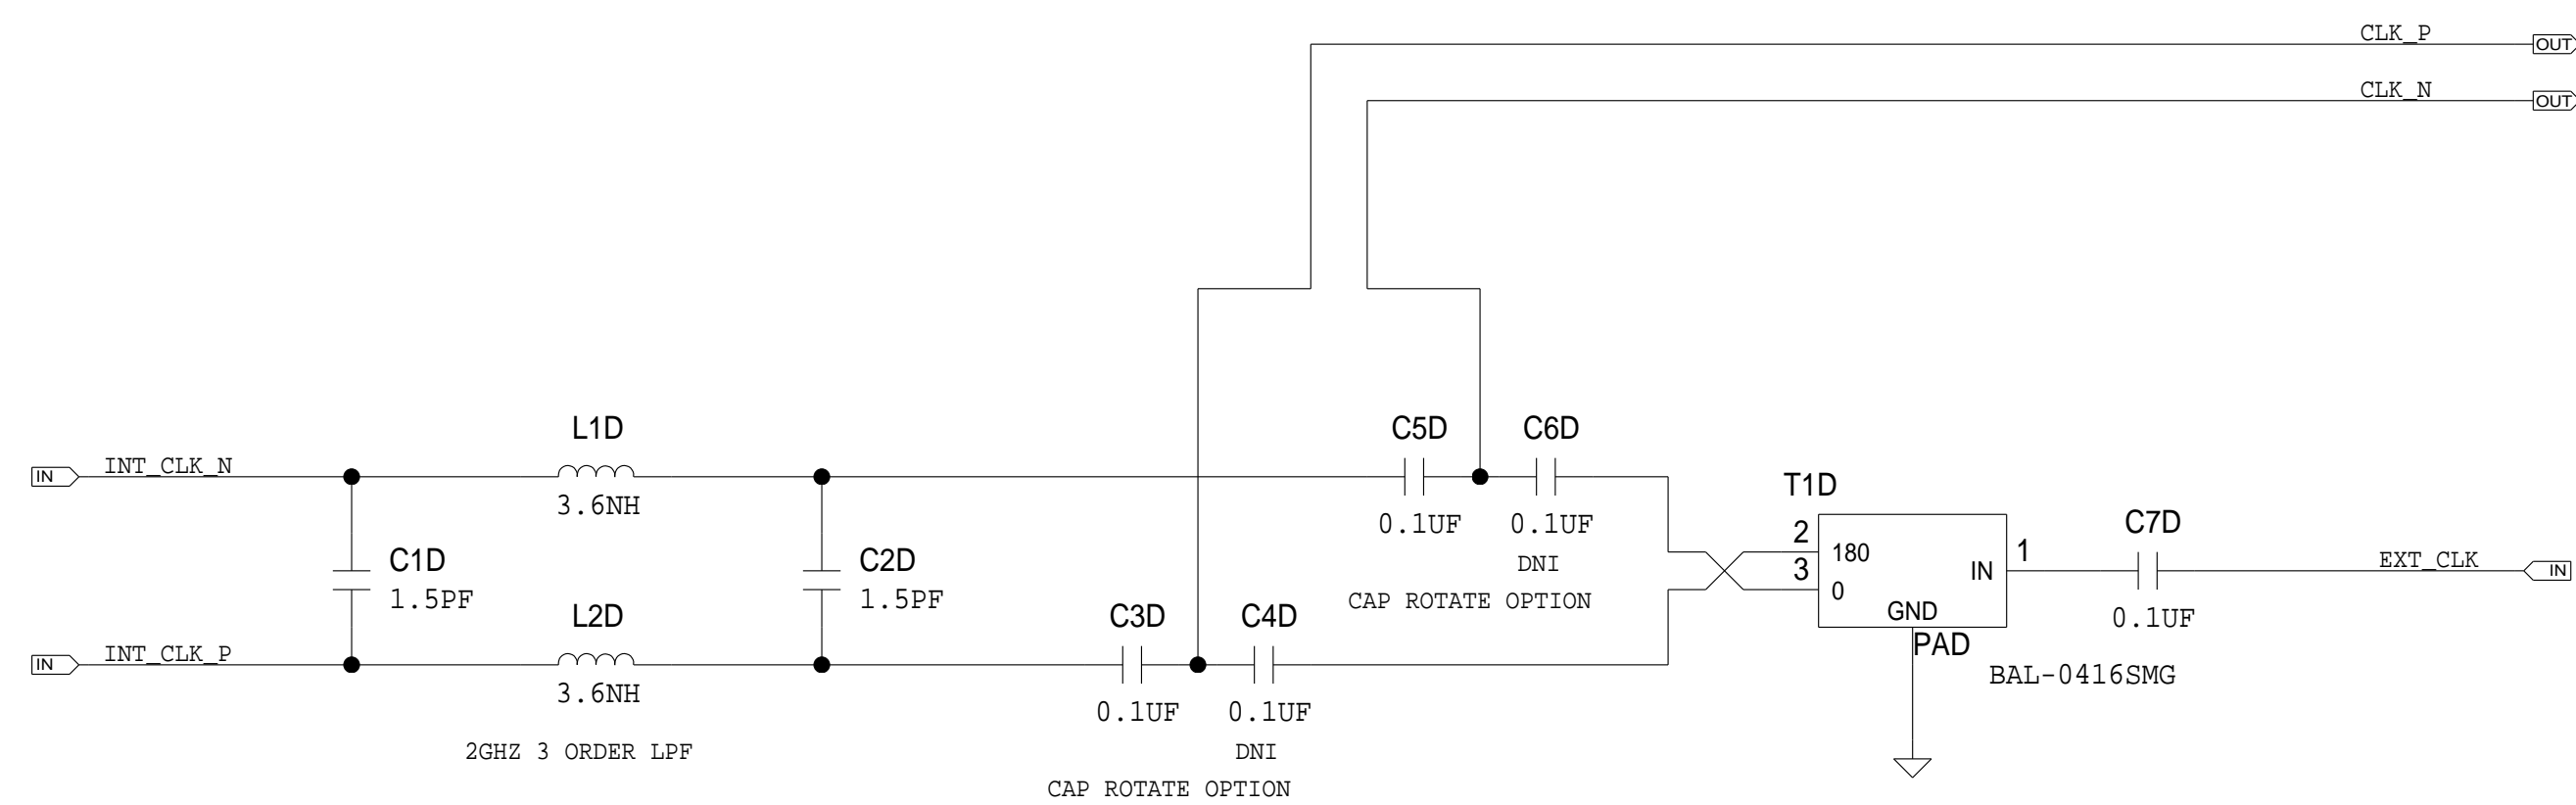 CLK_P
OUT
CLK_N
OUT
L1D
C5D
C6D
INT_CLK_N
IN
3.6NH
T1D
0.1UF
0.1UF
C7D
2
180
1
C1D
C2D
DNI
EXT_CLK
3
IN
IN
1.5PF
1.5PF
CAP ROTATE OPTION
0
L2D
C3D
C4D
GND
0.1UF
PAD
INT_CLK_P
IN
BAL-0416SMG
3.6NH
0.1UF
0.1UF
2GHZ 3 ORDER LPF
DNI
CAP ROTATE OPTION